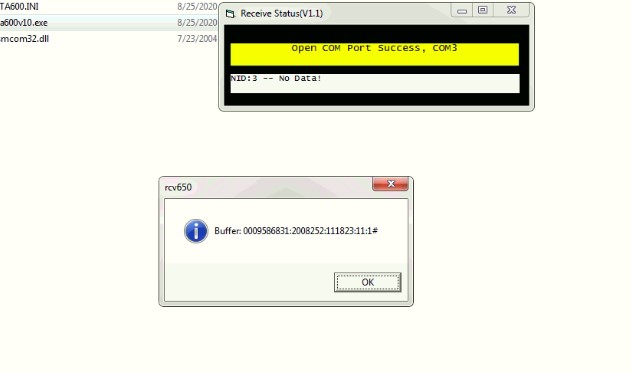 TA600.INI 8/25/2020
a600v10.exe 8/25/2020
mcom32.dll 7/23/2004
Receive Status(V1.1)
Open COM Port Success, COM3
NID:3 -- No Data!
rcv650
Buffer: 0009586831:2008252:111823:11:1#
OK